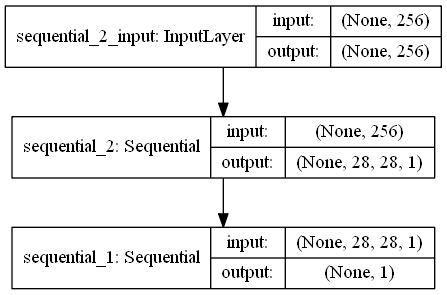 sequential_2_input: InputLayer
input: (None, 256)
output: (None, 256)
sequential_2: Sequential
input: (None, 256)
output: (None, 28, 28, 1)
sequential_1: Sequential
input: (None, 28, 28, 1)
output: (None, 1)